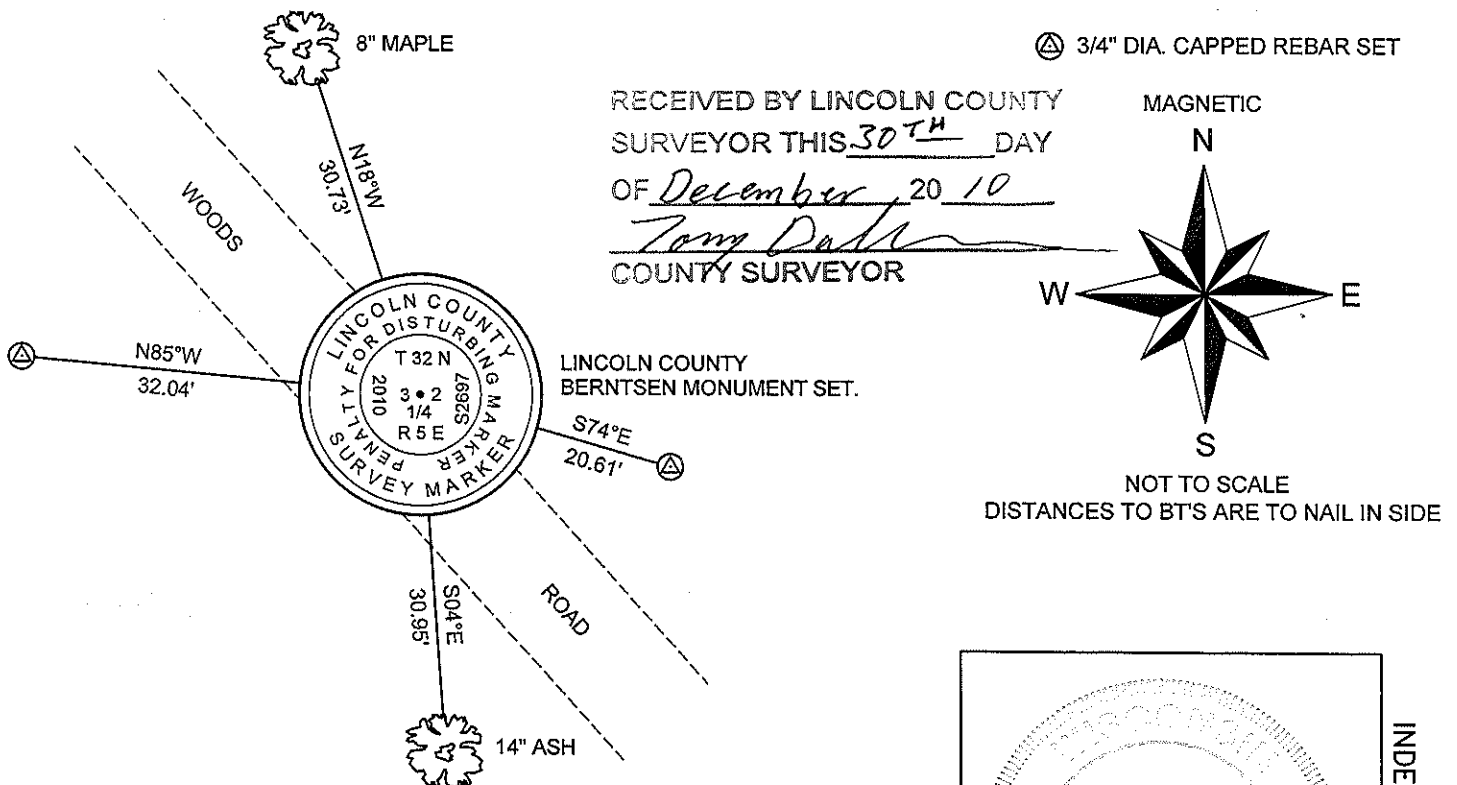 8" MAPLE
3/4" DIA. CAPPED REBAR SET
RECEIVED BY LINCOLN COUNTY
SURVEYOR THIS 30TH DAY
OF December 20 10
COUNTY SURVEYOR
MAGNETIC
N
W
E
S
NOT TO SCALE
DISTANCES TO BT'S ARE TO NAIL IN SIDE
N18°W
30.73'
WOODS
N85°W
32.04'
LINCOLN COUNTY
SURVEY MARKER
PENALTY FOR DISTURBING MARKER
T 32 N
2010
3 • 2
S2697
1/4
R 5 E
LINCOLN COUNTY
BERNTSEN MONUMENT SET.
S74°E
20.61'
S04°E
30.95'
ROAD
14" ASH
WISCONSIN
INDE